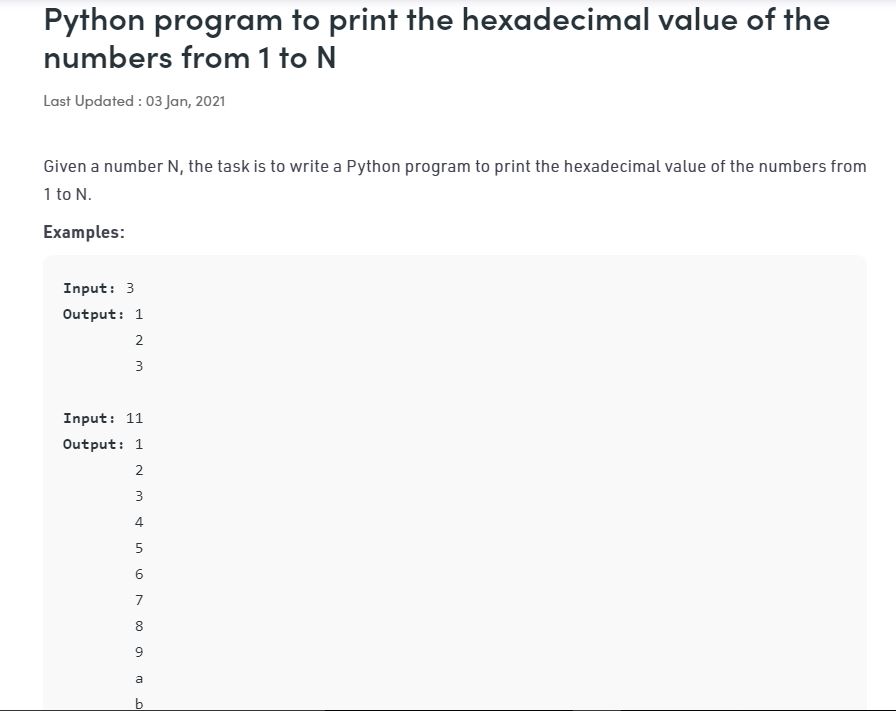 Python program to print the hexadecimal value of the
numbers from 1 to N
Last Updated : 03 Jan, 2021
Given a number N, the task is to write a Python program to print the hexadecimal value of the numbers from
1 to N.
Examples:
Input: 3
Output: 1
2
3
Input: 11
Output: 1
2
3
4
5
6
7
8
9
a
b